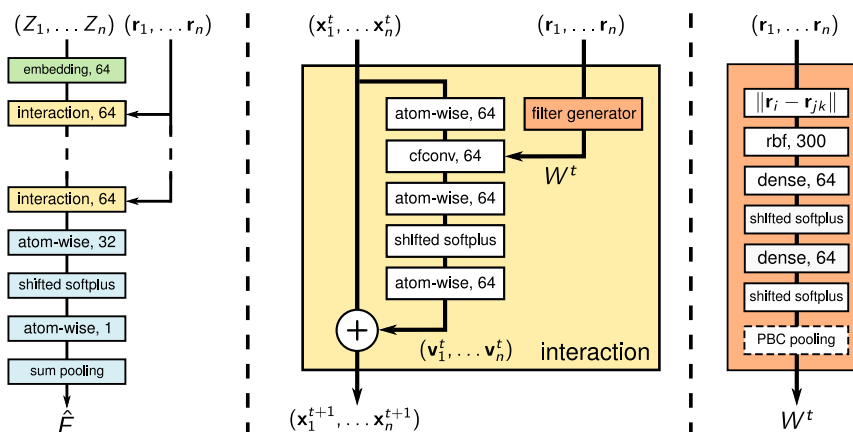 (Z₁, . . . Zₙ) (r₁, . . . rₙ)
embedding, 64
interaction, 64
interaction, 64
atom-wise, 32
shifted softplus
atom-wise, 1
sum pooling
Ê
(x₁ᵗ, . . . xₙᵗ)
(r₁, . . . rₙ)
atom-wise, 64
filter generator
cfconv, 64
Wᵗ
atom-wise, 64
shifted softplus
atom-wise, 64
(v₁ᵗ, . . . vₙᵗ)
interaction
(x₁ᵗ⁺¹, . . . xₙᵗ⁺¹)
(r₁, . . . rₙ)
‖rᵢ − rⱼₖ‖
rbf, 300
dense, 64
shifted softplus
dense, 64
shifted softplus
PBC pooling
Wᵗ